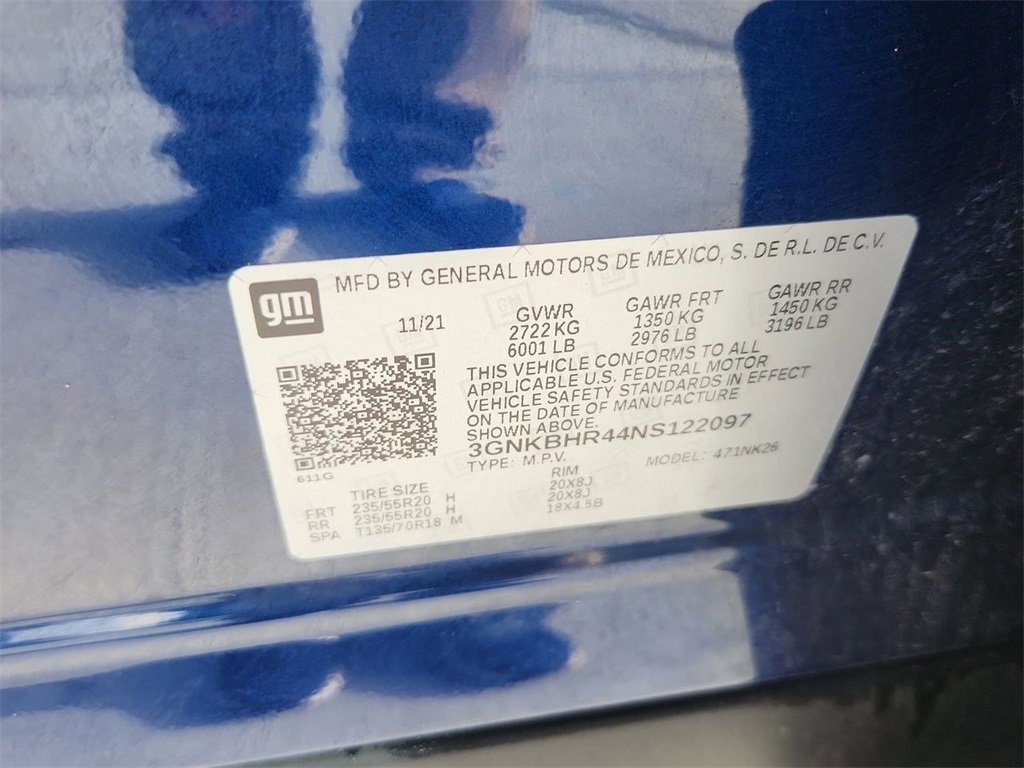 MFD BY GENERAL MOTORS DE MEXICO, S. DE R.L. DE C.V.
gm
11/21
GVWR GAWR FRT GAWR RR
2722 KG 1350 KG 1450 KG
6001 LB 2976 LB 3196 LB
THIS VEHICLE CONFORMS TO ALL
APPLICABLE U.S. FEDERAL MOTOR
VEHICLE SAFETY STANDARDS IN EFFECT
ON THE DATE OF MANUFACTURE
SHOWN ABOVE.
3GNKBHR44NS122097
TYPE: M.P.V. MODEL: 471NK26
611G
TIRE SIZE RIM
FRT 235/55R20 H 20X8J
RR 235/55R20 H 20X8J
SPA T135/70R18 M 18X4.5B